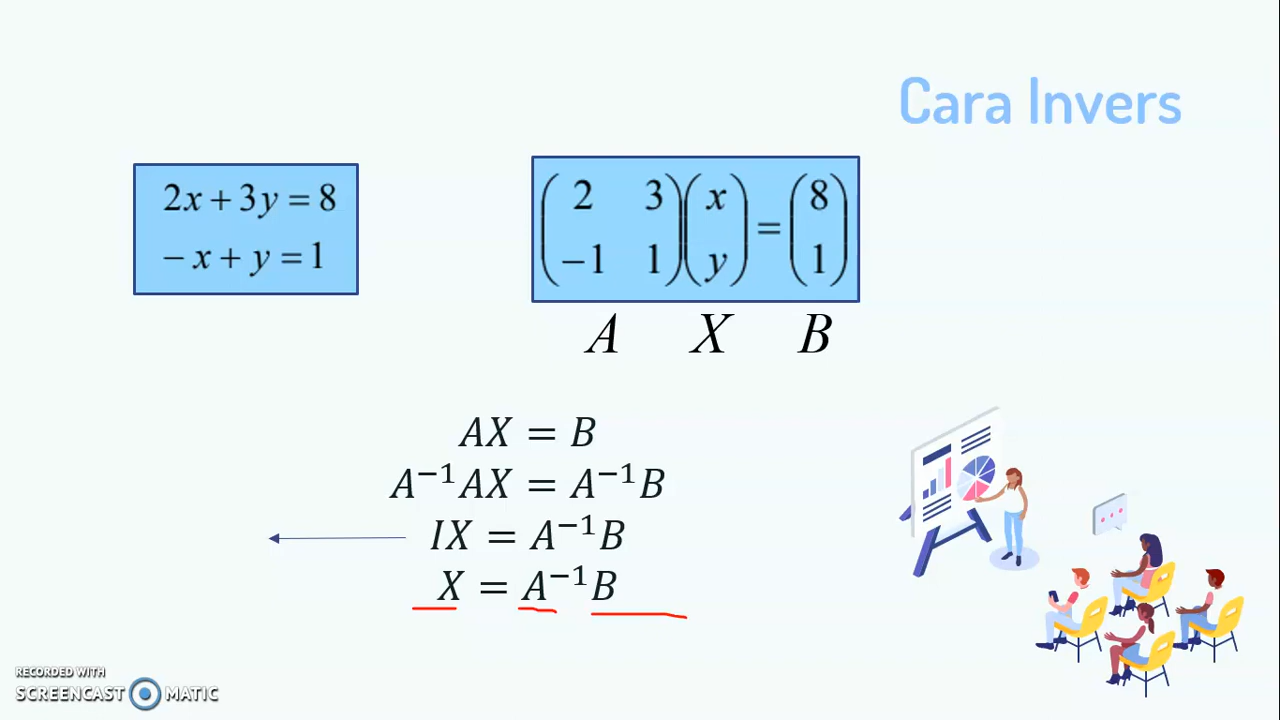 Cara Invers
2x + 3y = 8
− x + y = 1
( 2 3 ) ( x ) = ( 8 )
( −1 1 ) ( y ) ( 1 )
A X B
AX = B
A⁻¹AX = A⁻¹B
IX = A⁻¹B
X = A⁻¹B
RECORDED WITH
SCREENCAST MATIC